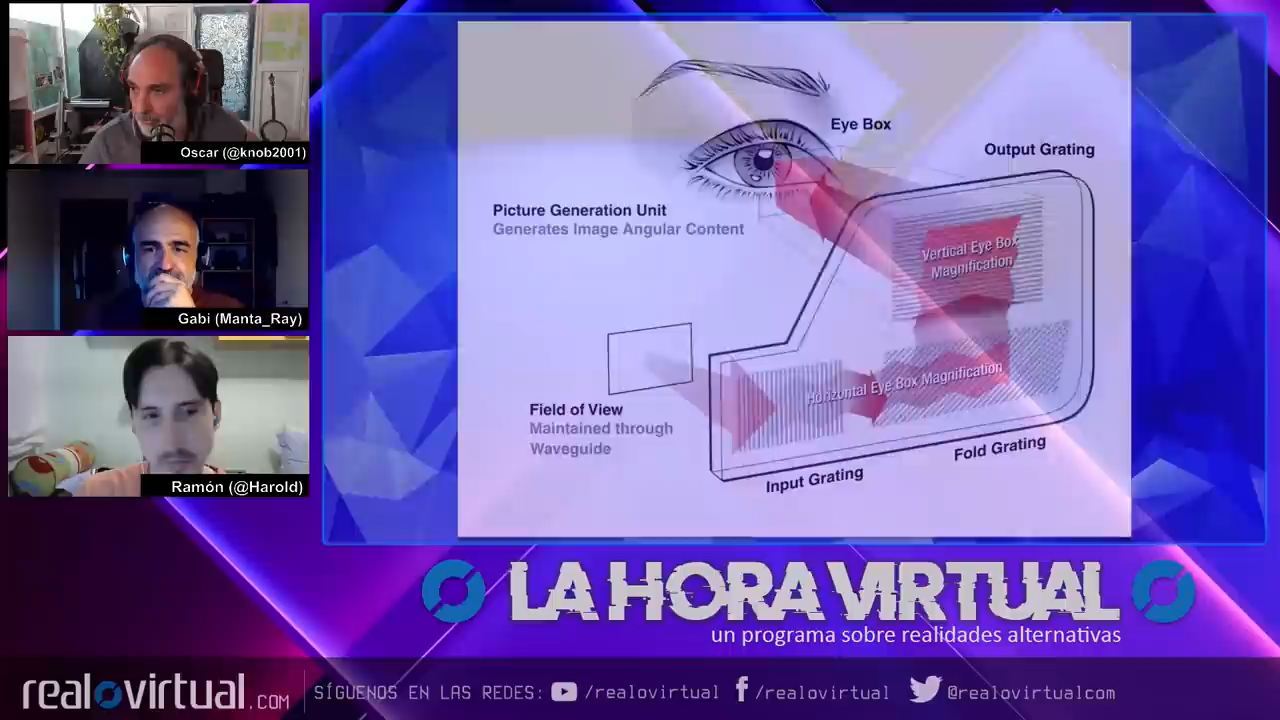 Oscar (@knob2001)
Gabi (Manta_Ray)
Ramón (@Harold)
Eye Box
Output Grating
Picture Generation Unit
Generates Image Angular Content
Vertical Eye Box
Magnification
Horizontal Eye Box Magnification
Field of View
Maintained through
Waveguide
Fold Grating
Input Grating
LA HORA VIRTUAL
un programa sobre realidades alternativas
realovirtual.COM
SÍGUENOS EN LAS REDES: /realovirtual /realovirtual @realovirtualcom